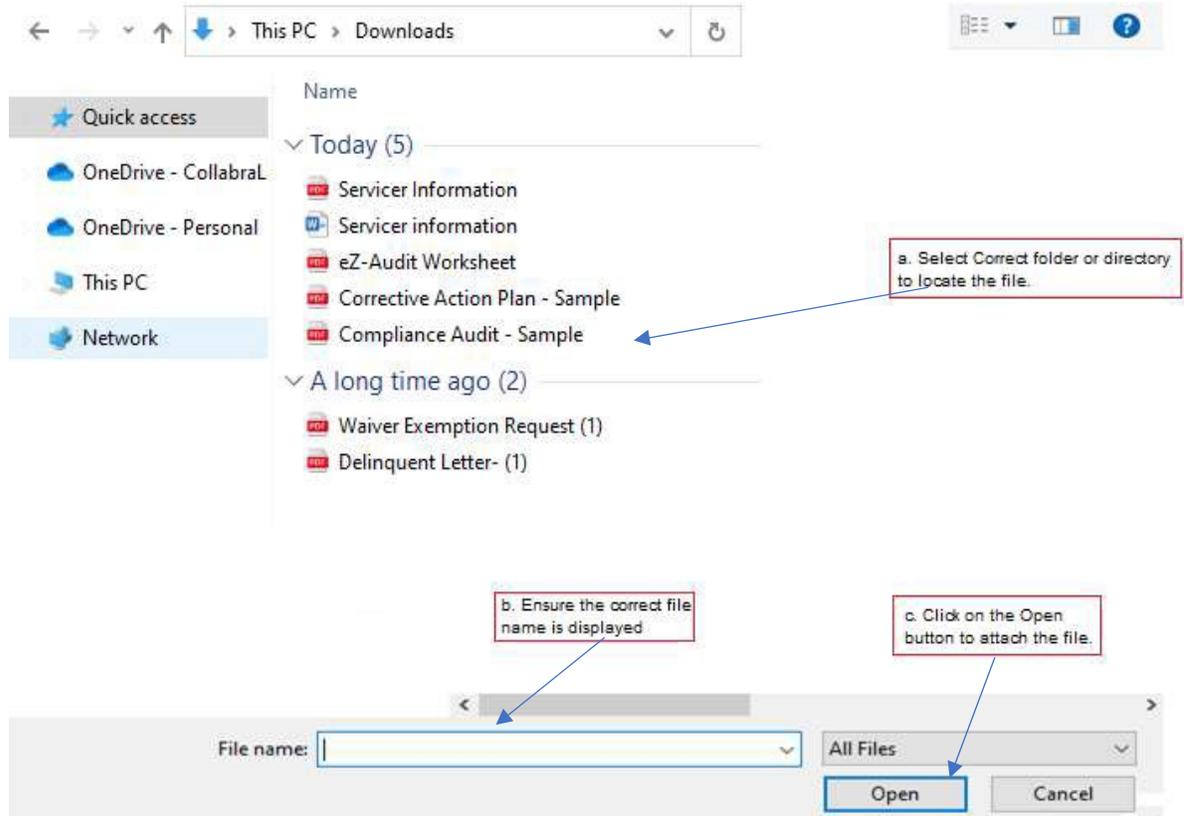 This PC > Downloads
Name
Quick access
Today (5)
OneDrive - CollabraL
Servicer Information
Servicer information
OneDrive - Personal
eZ-Audit Worksheet
a. Select Correct folder or directory
to locate the file.
This PC
Corrective Action Plan - Sample
Network
Compliance Audit - Sample
A long time ago (2)
Waiver Exemption Request (1)
Delinquent Letter- (1)
b. Ensure the correct file
name is displayed
c. Click on the Open
button to attach the file.
File name:
All Files
Open
Cancel